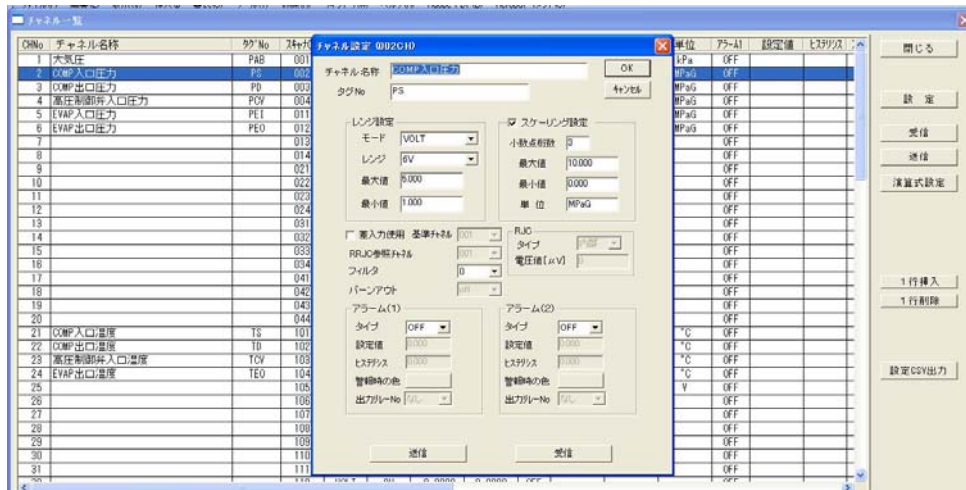 チャネル一覧
CHNo チャネル名称 タグNo スキャナ 単位 アラームA1 設定値 ヒステリシス
1 大気圧 PAB 001 kPa OFF
2 COMP入口圧力 PS 002 MPaG OFF
3 COMP出口圧力 PD 003 MPaG OFF
4 高圧制御弁入口圧力 PCV 004 MPaG OFF
5 EVAP入口圧力 PEI 011 MPaG OFF
6 EVAP出口圧力 PEO 012 MPaG OFF
7 013 OFF
8 014 OFF
9 021 OFF
10 022 OFF
11 023 OFF
12 024 OFF
13 031 OFF
14 032 OFF
15 033 OFF
16 034 OFF
17 041 OFF
18 042 OFF
19 043 OFF
20 044 OFF
21 COMP入口温度 TS 101 ℃ OFF
22 COMP出口温度 TD 102 ℃ OFF
23 高圧制御弁入口温度 TCV 103 ℃ OFF
24 EVAP出口温度 TEO 104 ℃ OFF
25 105 V OFF
26 106 OFF
27 107 OFF
28 108 OFF
29 109 OFF
30 110 OFF
31 111 OFF
チャネル設定 (002CH)
チャネル名称 COMP入口圧力
OK
タグNo PS
キャンセル
レンジ設定
モード VOLT
レンジ 6V
最大値 5.000
最小値 1.000
スケーリング設定
小数点桁数 3
最大値 10.000
最小値 0.000
単位 MPaG
差入力使用 基準チャネル 001
RRJC参照チャネル 001
フィルタ 0
バーンアウト off
RJC
タイプ 内部
電圧値[μV] 0
アラーム(1)
タイプ OFF
設定値 0.000
ヒステリシス 0.000
警報時の色
出力リレーNo なし
アラーム(2)
タイプ OFF
設定値 0.000
ヒステリシス 0.000
警報時の色
出力リレーNo なし
送信
受信
閉じる
設定
受信
送信
演算式設定
1行挿入
1行削除
設定CSV出力